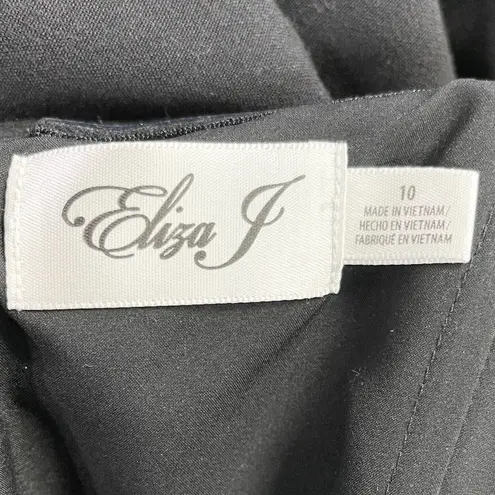 Eliza J
10
MADE IN VIETNAM/
HECHO EN VIETNAM/
FABRIQUÉ EN VIETNAM